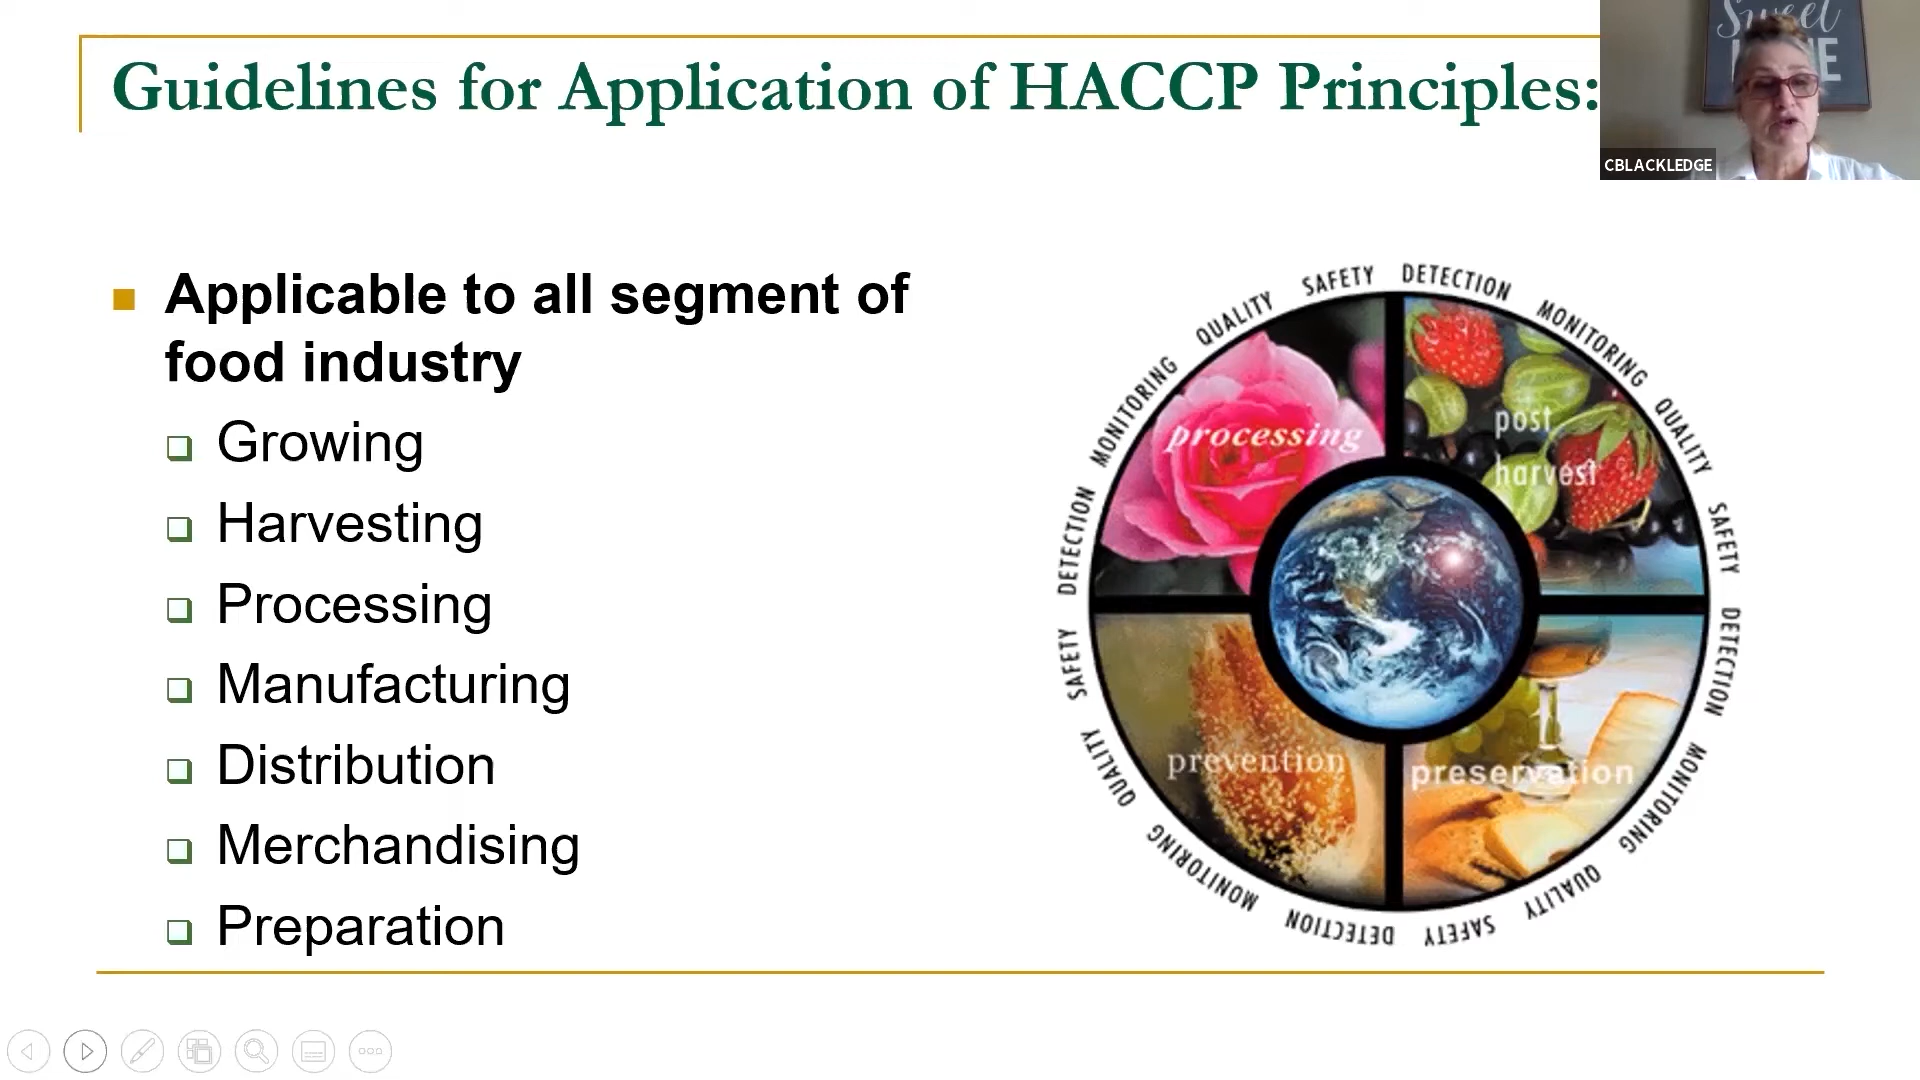 Guidelines for Application of HACCP Principles:
Sweet
CBLACKLEDGE
Applicable to all segment of
food industry
Growing
Harvesting
Processing
Manufacturing
Distribution
Merchandising
Preparation
SAFETY DETECTION MONITORING QUALITY SAFETY DETECTION MONITORING QUALITY SAFETY DETECTION MONITORING QUALITY SAFETY DETECTION MONITORING QUALITY
processing
post
harvest
prevention
preservation